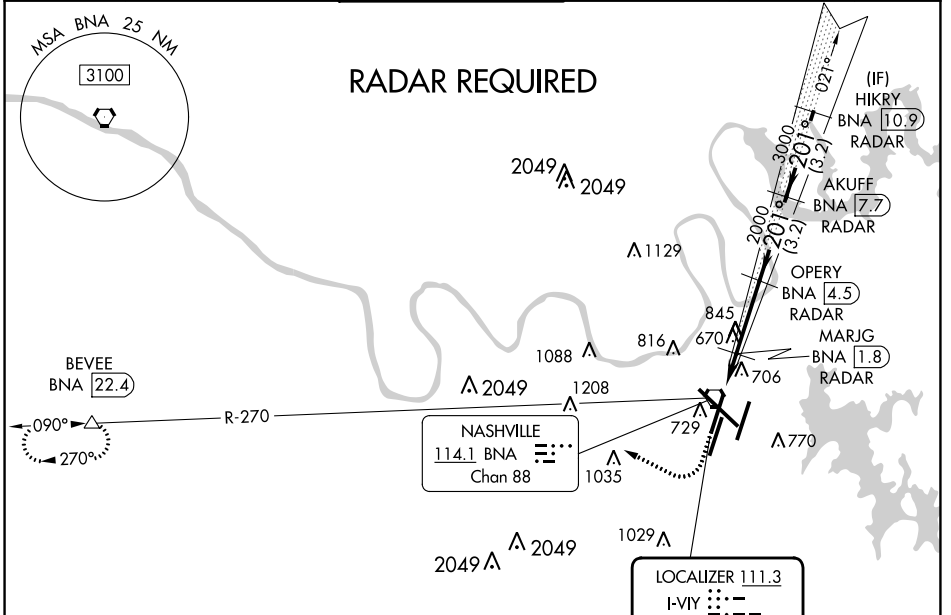 MSA BNA 25 NM
3100
RADAR REQUIRED
021°
(IF)
HIKRY
BNA 10.9
RADAR
3000
201°
(3.2)
AKUFF
BNA 7.7
RADAR
2000
201°
(3.2)
OPERY
BNA 4.5
RADAR
MARJG
BNA 1.8
RADAR
2049
2049
1129
845
670
816
706
1088
2049
1208
729
770
1035
1029
2049
2049
BEVEE
BNA 22.4
090°
270°
R-270
NASHVILLE
114.1 BNA
Chan 88
LOCALIZER 111.3
I-VIY